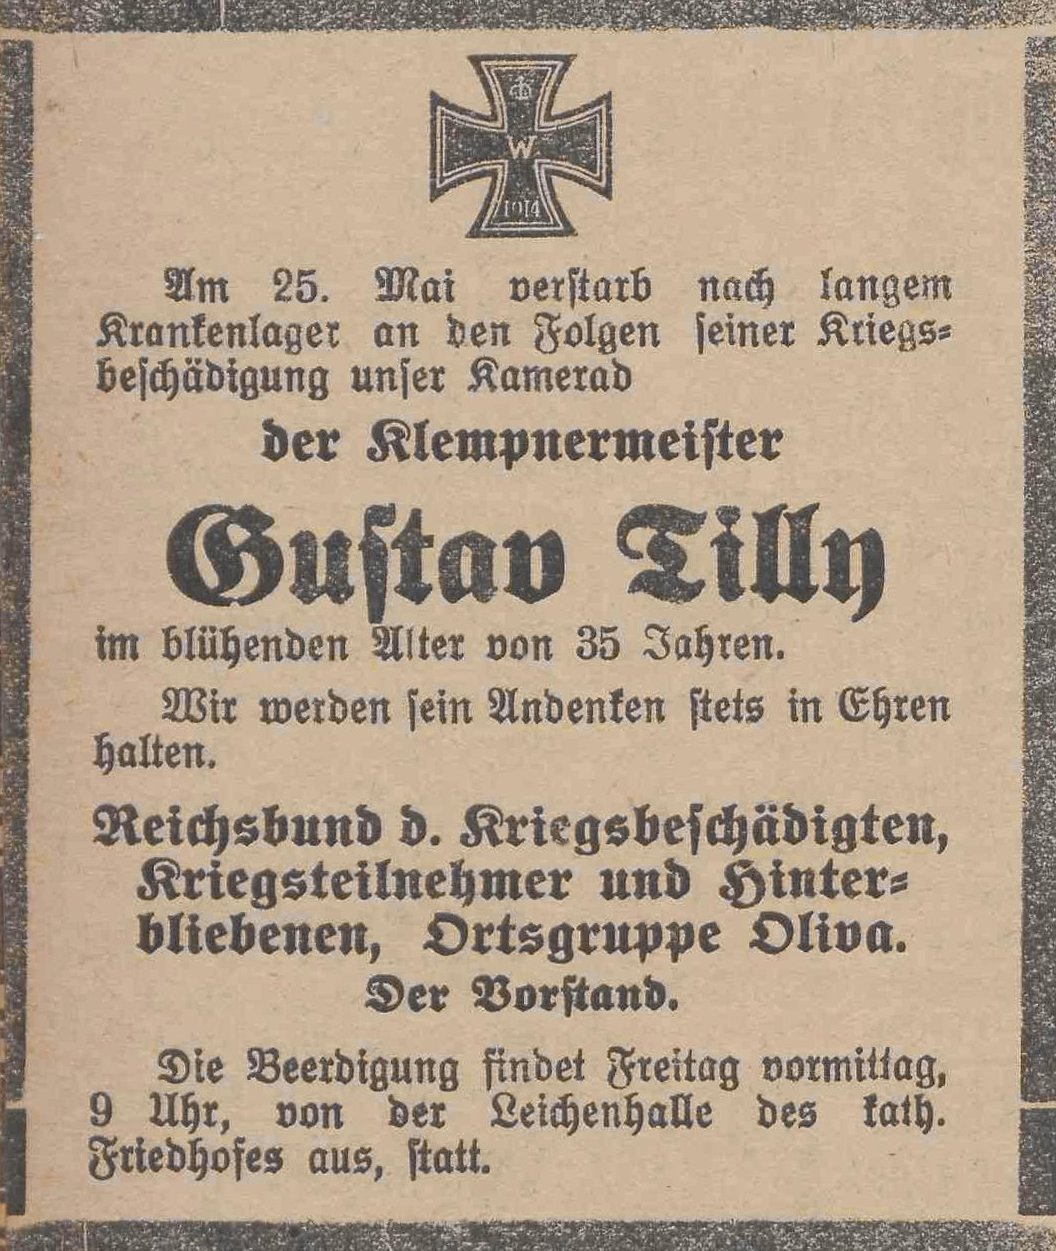 W
1914
Am 25. Mai verstarb nach langem
Krankenlager an den Folgen seiner Kriegs-
beschädigung unser Kamerad
der Klempnermeister
Gustav Tilly
im blühenden Alter von 35 Jahren.
Wir werden sein Andenken stets in Ehren
halten.
Reichsbund d. Kriegsbeschädigten,
Kriegsteilnehmer und Hinter-
bliebenen, Ortsgruppe Oliva.
Der Vorstand.
Die Beerdigung findet Freitag vormittag,
9 Uhr, von der Leichenhalle des kath.
Friedhofes aus, statt.